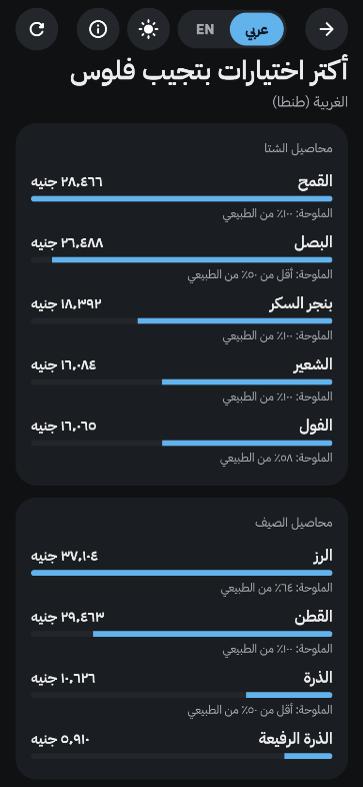 عربي EN
أكتر اختيارات بتجيب فلوس
الغربية (طنطا)
محاصيل الشتا
القمح ٢٨,٤٦٦ جنيه
الملوحة: ١٠٠٪ من الطبيعي
البصل ٢٦,٤٨٨ جنيه
الملوحة: أقل من ٥٠٪ من الطبيعي
بنجر السكر ١٨,٣٩٢ جنيه
الملوحة: ١٠٠٪ من الطبيعي
الشعير ١٦,٠٨٤ جنيه
الملوحة: ١٠٠٪ من الطبيعي
الفول ١٦,٠٦٥ جنيه
الملوحة: ٥٨٪ من الطبيعي
محاصيل الصيف
الرز ٣٧,١٠٤ جنيه
الملوحة: ٦٤٪ من الطبيعي
القطن ٢٩,٤٦٣ جنيه
الملوحة: ١٠٠٪ من الطبيعي
الذرة ١٠,٦٢٦ جنيه
الملوحة: أقل من ٥٠٪ من الطبيعي
الذرة الرفيعة ٥,٩١٠ جنيه